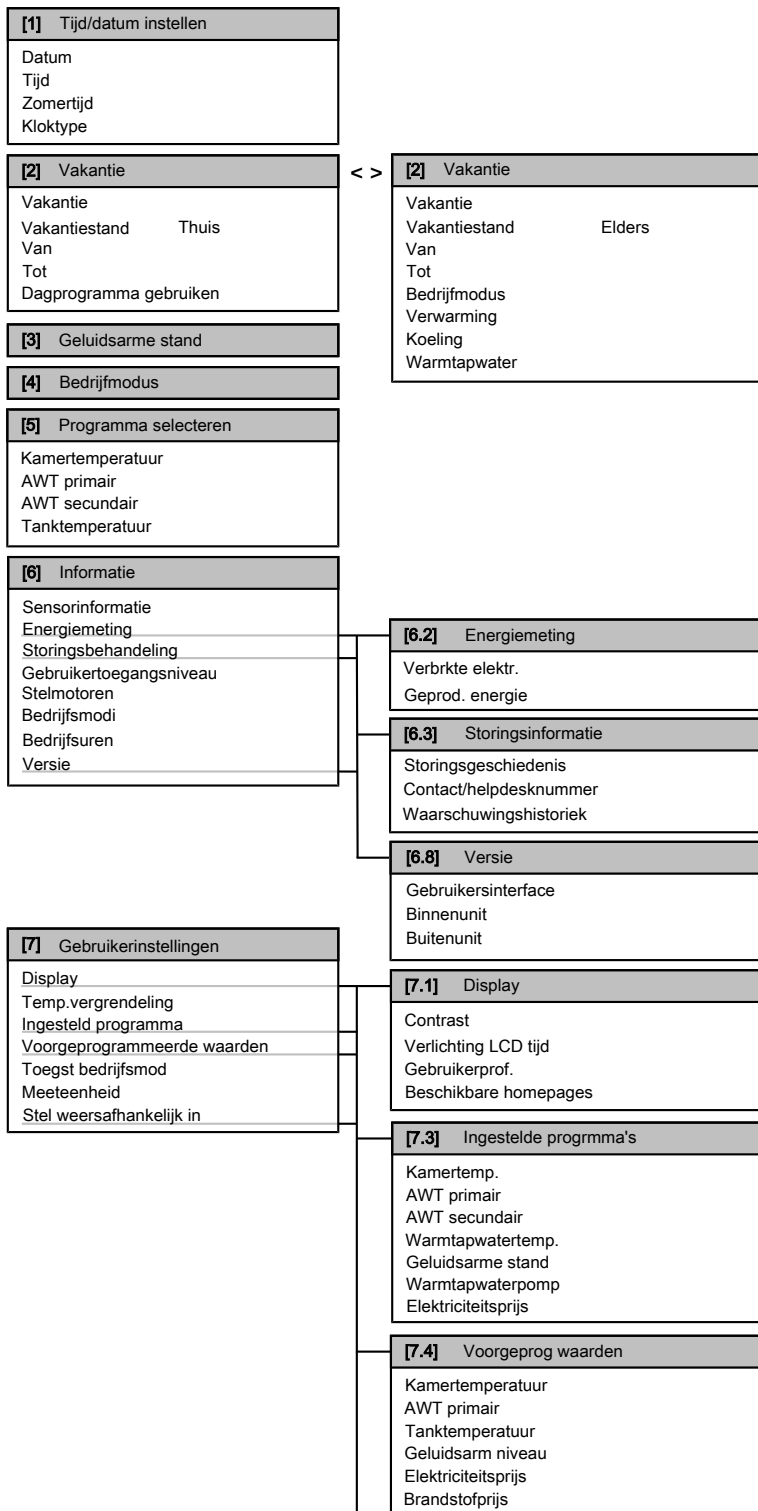 [1] Tijd/datum instellen
Datum
Tijd
Zomertijd
Kloktype
[2] Vakantie
Vakantie
Vakantiestand Thuis
Van
Tot
Dagprogramma gebruiken
< >
[2] Vakantie
Vakantie
Vakantiestand Elders
Van
Tot
Bedrijfmodus
Verwarming
Koeling
Warmtapwater
[3] Geluidsarme stand
[4] Bedrijfmodus
[5] Programma selecteren
Kamertemperatuur
AWT primair
AWT secundair
Tanktemperatuur
[6] Informatie
Sensorinformatie
Energiemeting
Storingsbehandeling
Gebruikertoegangsniveau
Stelmotoren
Bedrijfsmodi
Bedrijfsuren
Versie
[6.2] Energiemeting
Verbrkte elektr.
Geprod. energie
[6.3] Storingsinformatie
Storingsgeschiedenis
Contact/helpdesknummer
Waarschuwingshistoriek
[6.8] Versie
Gebruikersinterface
Binnenunit
Buitenunit
[7] Gebruikerinstellingen
Display
Temp.vergrendeling
Ingesteld programma
Voorgeprogrammeerde waarden
Toegst bedrijfsmod
Meeteenheid
Stel weersafhankelijk in
[7.1] Display
Contrast
Verlichting LCD tijd
Gebruikerprof.
Beschikbare homepages
[7.3] Ingestelde progrmma's
Kamertemp.
AWT primair
AWT secundair
Warmtapwatertemp.
Geluidsarme stand
Warmtapwaterpomp
Elektriciteitsprijs
[7.4] Voorgeprog waarden
Kamertemperatuur
AWT primair
Tanktemperatuur
Geluidsarm niveau
Elektriciteitsprijs
Brandstofprijs